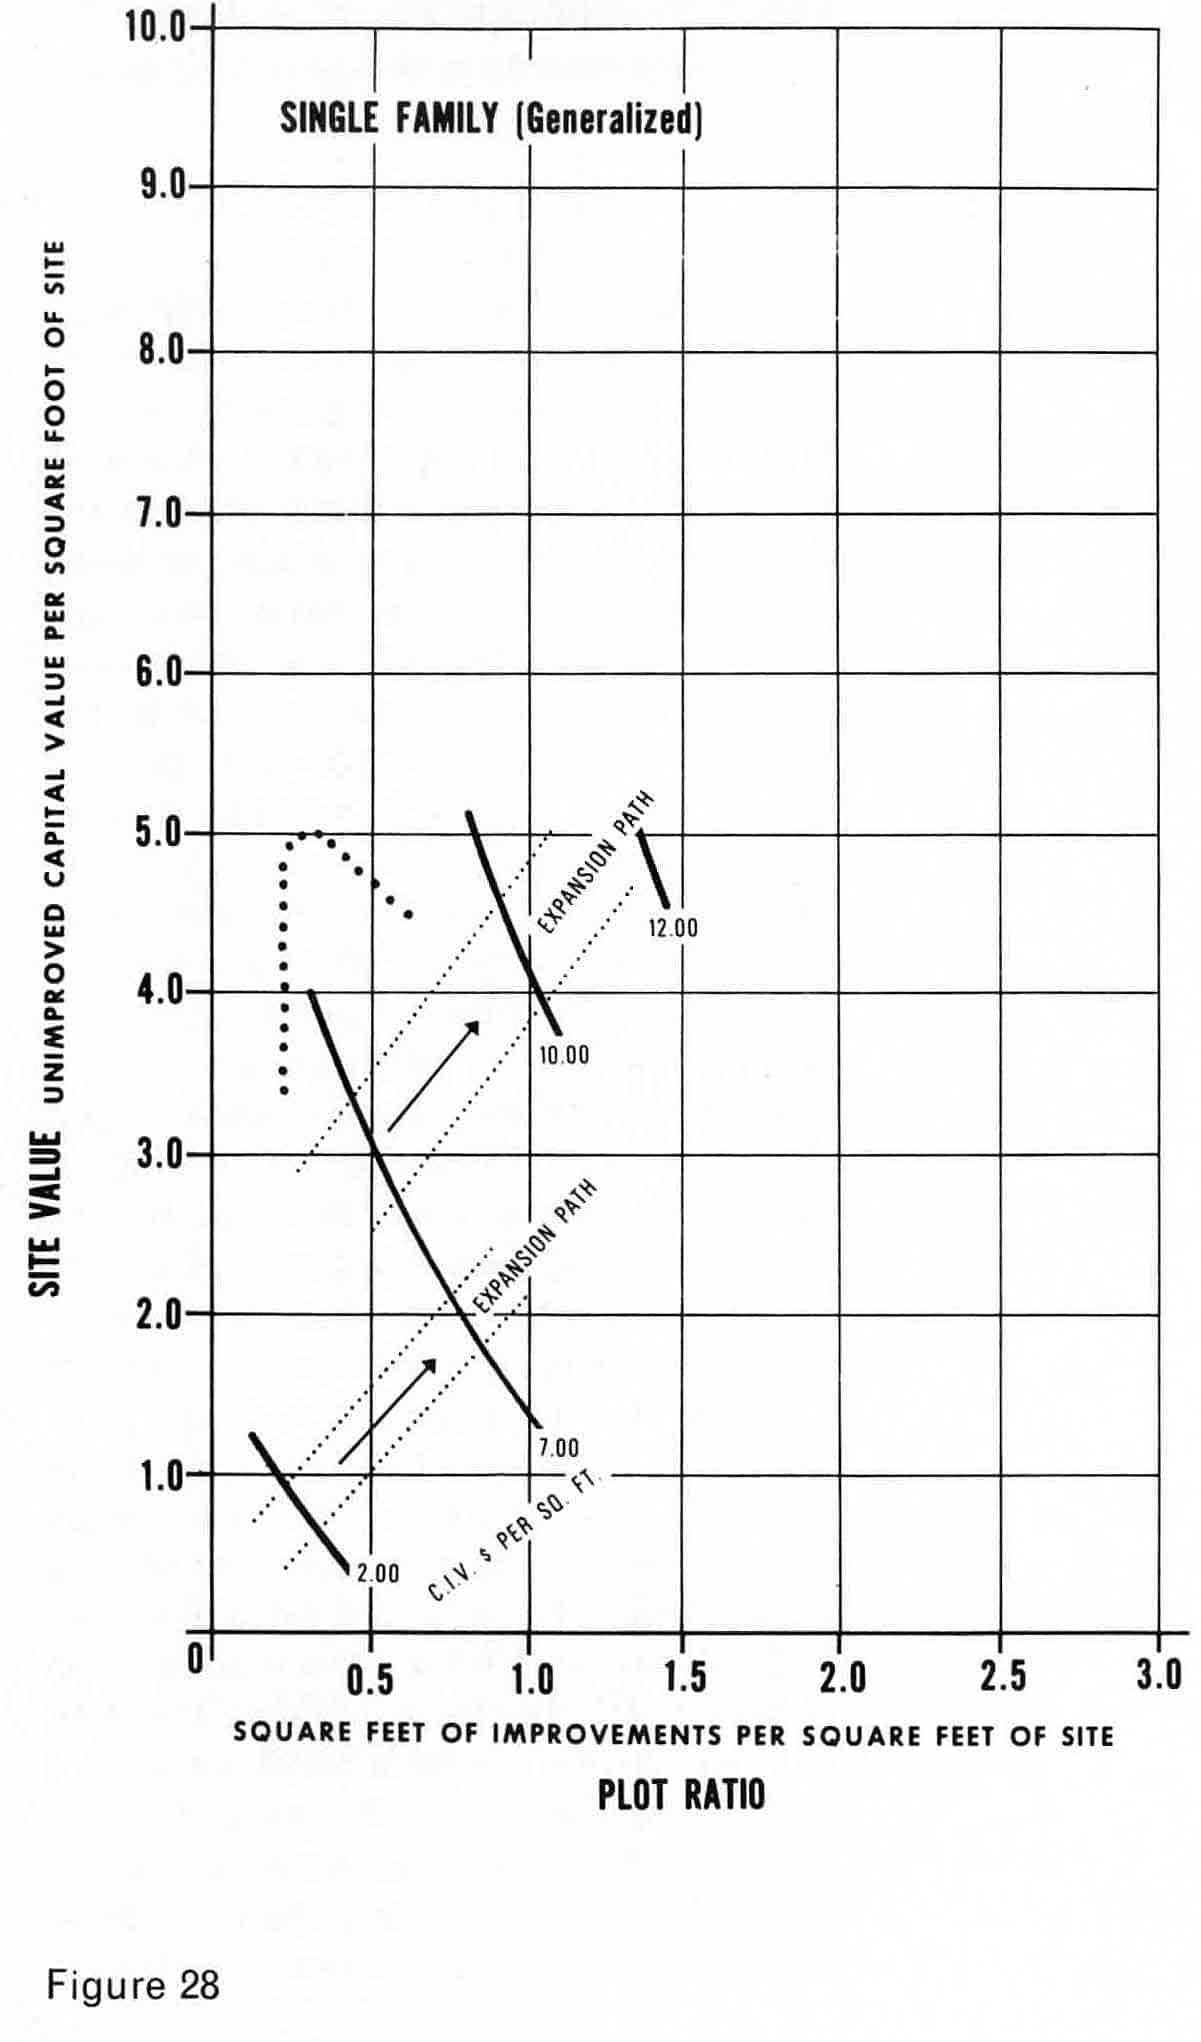 10.0
SINGLE FAMILY (Generalized)
9.0
8.0
7.0
6.0
5.0
4.0
3.0
2.0
1.0
0
SITE VALUE UNIMPROVED CAPITAL VALUE PER SQUARE FOOT OF SITE
EXPANSION PATH
12.00
10.00
EXPANSION PATH
7.00
C.I.V. $ PER SQ. FT.
2.00
0.5 1.0 1.5 2.0 2.5 3.0
SQUARE FEET OF IMPROVEMENTS PER SQUARE FEET OF SITE
PLOT RATIO
Figure 28